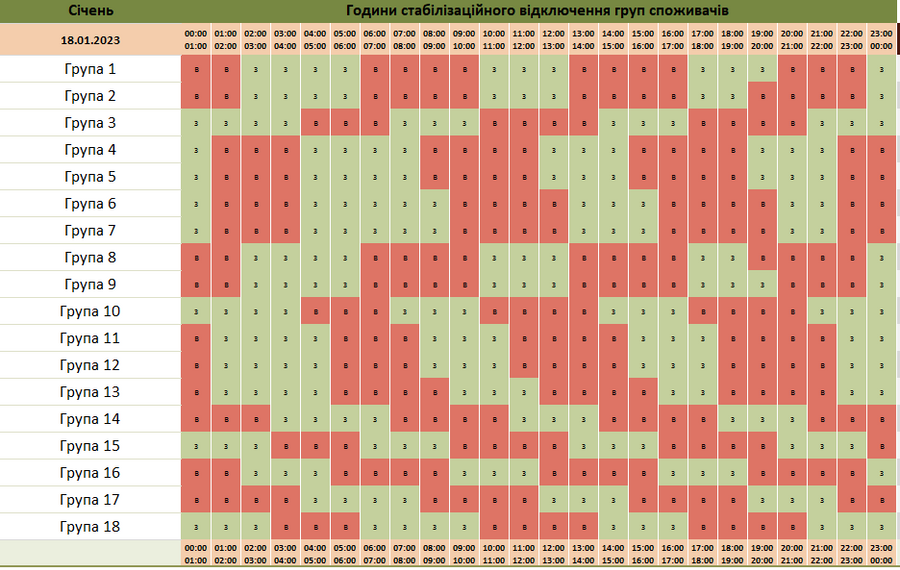 Січень Години стабілізаційного відключення груп споживачів
00:00 01:00 02:00 03:00 04:00 05:00 06:00 07:00 08:00 09:00 10:00 11:00 12:00 13:00 14:00 15:00 16:00 17:00 18:00 19:00 20:00 21:00 22:00 23:00
18.01.2023 01:00 02:00 03:00 04:00 05:00 06:00 07:00 08:00 09:00 10:00 11:00 12:00 13:00 14:00 15:00 16:00 17:00 18:00 19:00 20:00 21:00 22:00 23:00 00:00
Група 1 В В З З З З В В В В З З З В В В В З З З В В В З
Група 2 В В З З З З В В В В З З З В В В В З З В В В В З
Група 3 З З З З В В В З З З В В В В З З З В В В В З З З
Група 4 З В В В З З З З В В В В З З З В В В В З З З В В
Група 5 З В В В З З З З В В В В З З З В В В В З З З В В
Група 6 З В В В З З З З З В В В В З З З В В В В З З В В
Група 7 З В В В З З З З З В В В В З З З В В В В З З В В
Група 8 В В З З З З В В В В З З З В В В В З З В В В В З
Група 9 В В З З З З В В В В З З З В В В В З З З В В В З
Група 10 З З З З В В В З З З В В В В З З З В В В В З З З
Група 11 В З З З З В В В З З З В В В В З З З В В В В З З
Група 12 В З З З З В В В З З З В В В В З З З В В В В З З
Група 13 В З З З З В В В В З З З В В В В З З В В В В З З
Група 14 В В В З З З З В В В В З З З В В В В З З З В В В
Група 15 З З З В В В З З З В В В В З З З В В В В З З З В
Група 16 В В З З З В В В В З З З В В В В З З З В В В В З
Група 17 В В В В З З З З В В В В З З З В В В В З З З В В
Група 18 З З З В В В З З З З В В В В З З З В В В В З З З
00:00 01:00 02:00 03:00 04:00 05:00 06:00 07:00 08:00 09:00 10:00 11:00 12:00 13:00 14:00 15:00 16:00 17:00 18:00 19:00 20:00 21:00 22:00 23:00
01:00 02:00 03:00 04:00 05:00 06:00 07:00 08:00 09:00 10:00 11:00 12:00 13:00 14:00 15:00 16:00 17:00 18:00 19:00 20:00 21:00 22:00 23:00 00:00